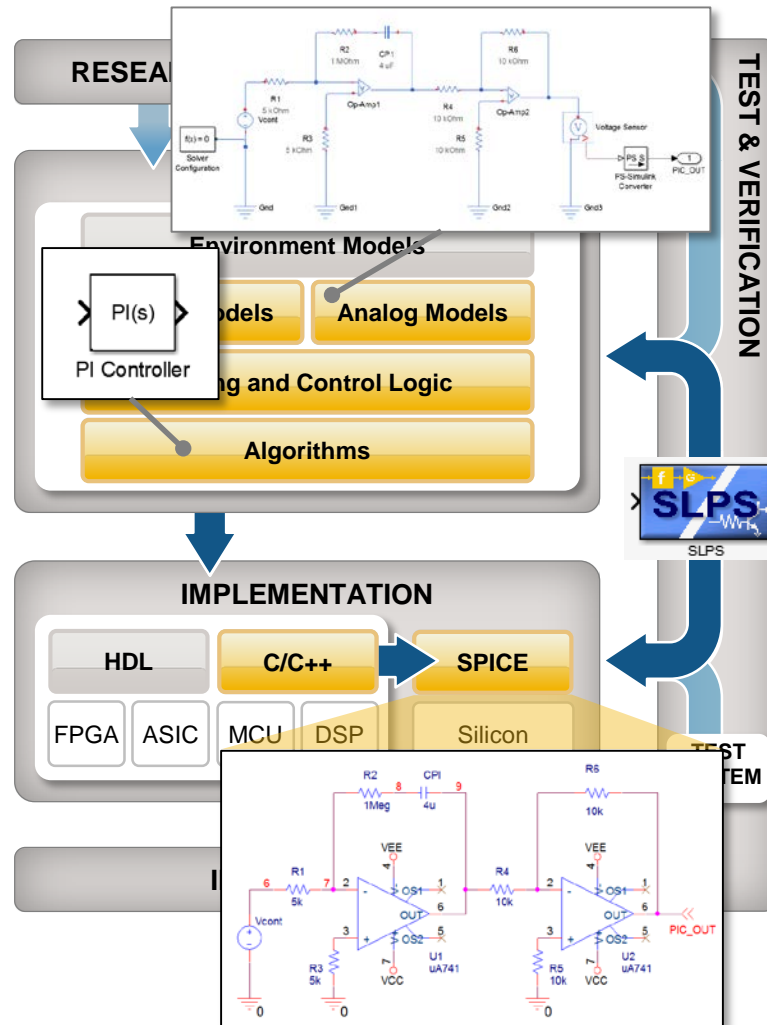 RESEA
TEST & VERIFICATION
R2
1 MOhm
CP1
4 uF
R6
10 kOhm
R1
5 kOhm
Op-Amp1
R4
10 kOhm
Op-Amp2
Vcont
f(x) = 0
Solver
Configuration
R3
5 kOhm
R5
10 kOhm
V
Voltage Sensor
PS S
PS-Simulink
Converter
1
PIC_OUT
Gnd
Gnd1
Gnd2
Gnd3
Environment Models
PI(s)
PI Controller
odels
Analog Models
ng and Control Logic
Algorithms
f
G
SLPS
SLPS
IMPLEMENTATION
HDL
C/C++
SPICE
FPGA
ASIC
MCU
DSP
Silicon
TEST
TEM
I
R2
8
CPI
9
1Meg
4u
R6
10k
VEE
4
VEE
4
6
R1
7
2
-
V-
OS1
1
R4
2
-
V-
OS1
1
5k
10k
OUT
6
OUT
6
PIC_OUT
Vcont
3
+
V+
OS2
5
3
+
V+
OS2
5
R3
5k
7
VCC
U1
uA741
R5
10k
7
VCC
U2
uA741
0
0
0